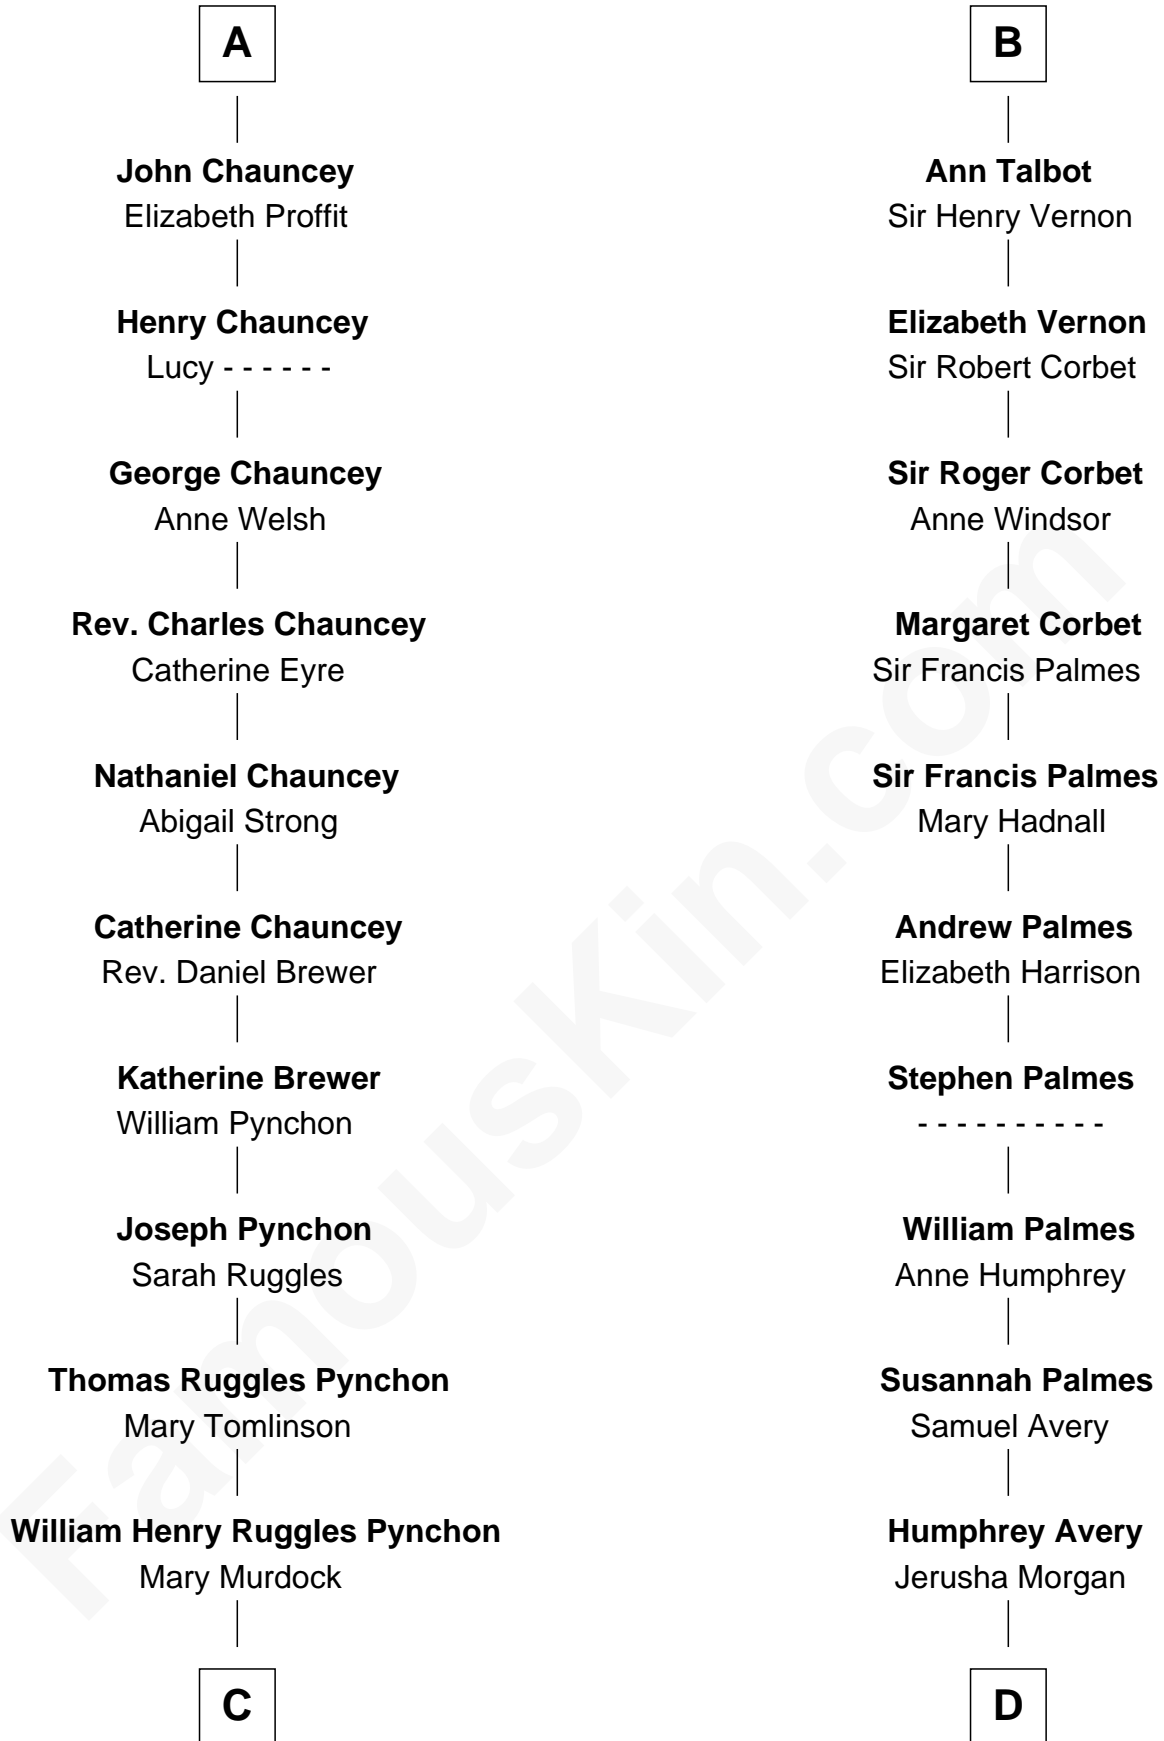 A
John Chauncey
Elizabeth Proffit
Henry Chauncey
Lucy - - - - - -
George Chauncey
Anne Welsh
Rev. Charles Chauncey
Catherine Eyre
Nathaniel Chauncey
Abigail Strong
Catherine Chauncey
Rev. Daniel Brewer
Katherine Brewer
William Pynchon
Joseph Pynchon
Sarah Ruggles
Thomas Ruggles Pynchon
Mary Tomlinson
William Henry Ruggles Pynchon
Mary Murdock
C
B
Ann Talbot
Sir Henry Vernon
Elizabeth Vernon
Sir Robert Corbet
Sir Roger Corbet
Anne Windsor
Margaret Corbet
Sir Francis Palmes
Sir Francis Palmes
Mary Hadnall
Andrew Palmes
Elizabeth Harrison
Stephen Palmes
- - - - - - - - - -
William Palmes
Anne Humphrey
Susannah Palmes
Samuel Avery
Humphrey Avery
Jerusha Morgan
D
FamousKin.com